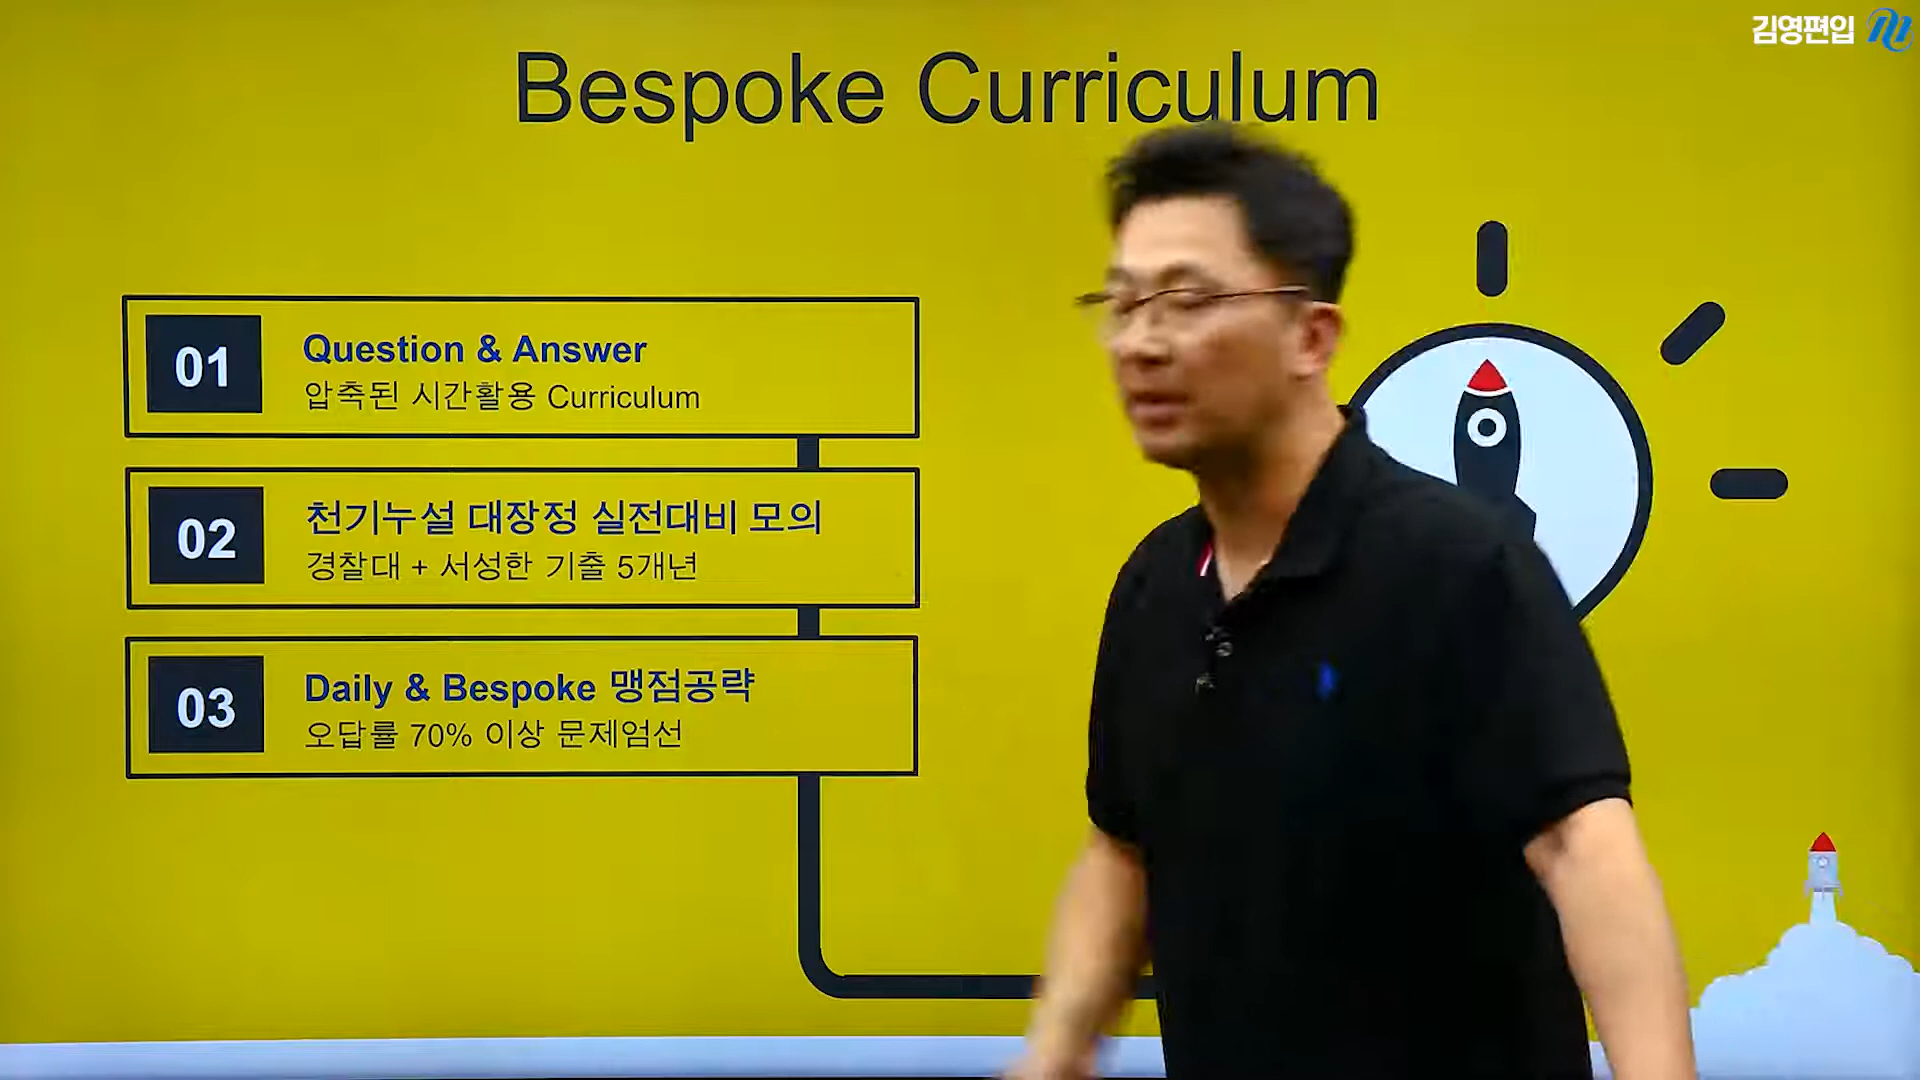 김영편입
Bespoke Curriculum
01
Question & Answer
압축된 시간활용 Curriculum
02
천기누설 대장정 실전대비 모의
경찰대 + 서성한 기출 5개년
03
Daily & Bespoke 맹점공략
오답률 70% 이상 문제엄선